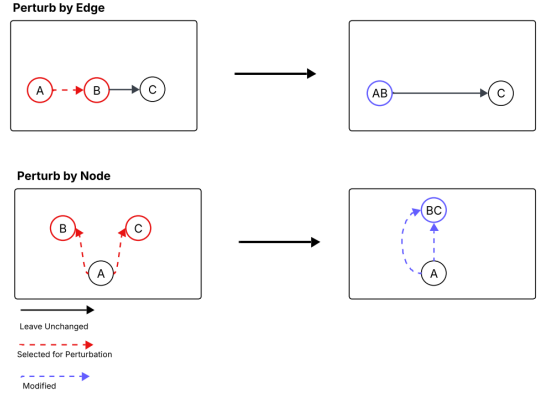 Perturb by Edge
A
B
C
AB
C
Perturb by Node
B
C
A
BC
A
Leave Unchanged
Selected for Perturbation
Modified